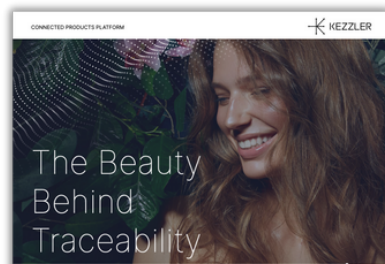 CONNECTED PRODUCTS PLATFORM
KEZZLER
The Beauty
Behind
Traceability